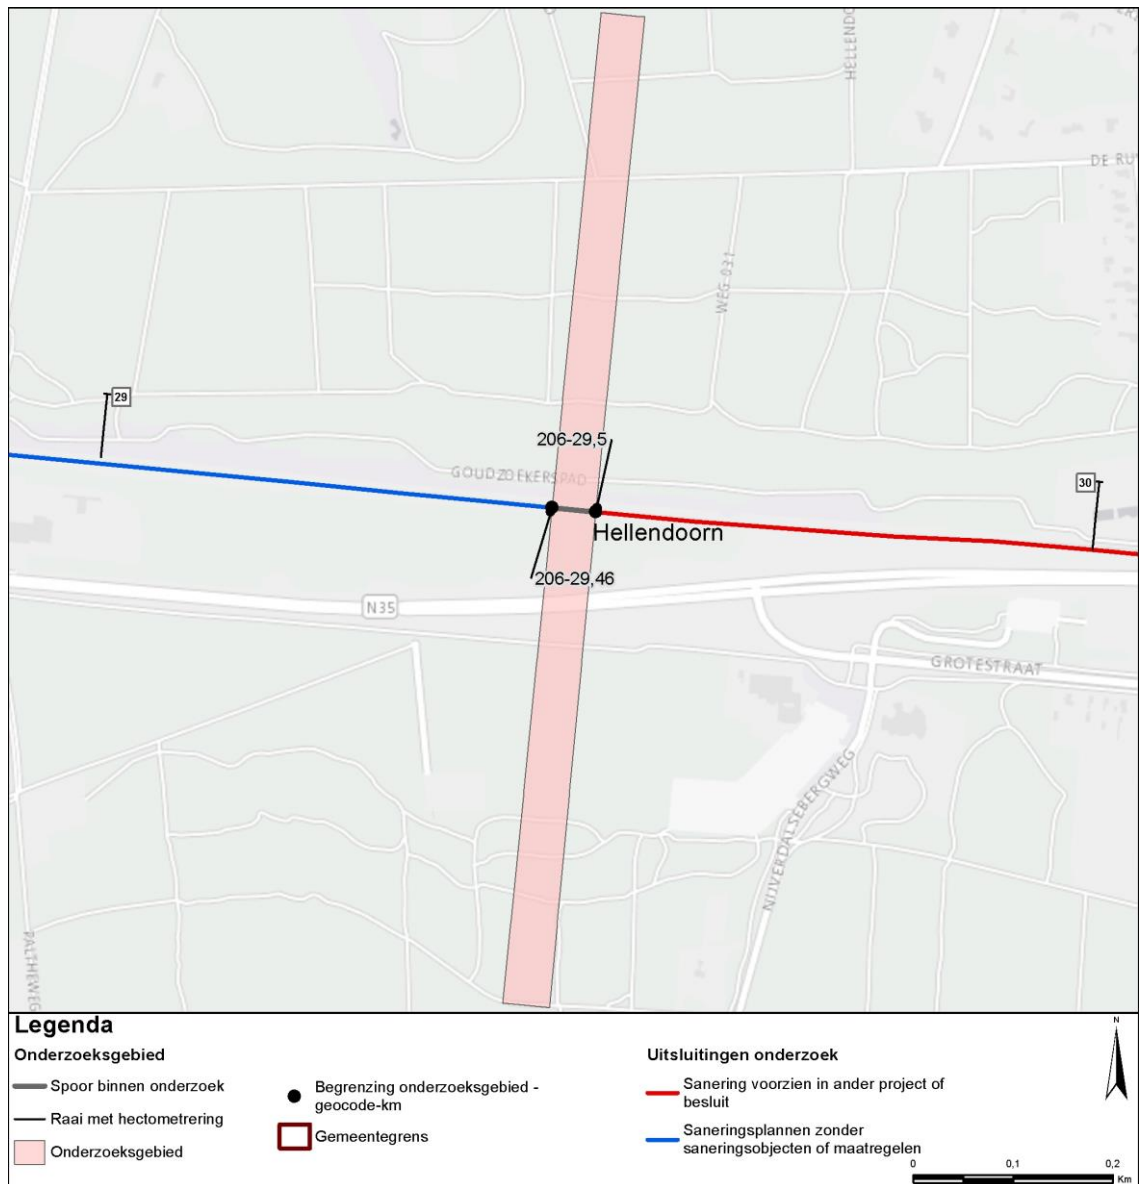 HELLENDO
DE RU
WEG 031
29
206-29,5
GOUDZOEKERSPAD
30
Hellendoorn
206-29,46
N35
GROTESTRAAT
NIJVERDALSEBERGWEG
PALTHEWEG
Legenda
Onderzoeksgebied
Spoor binnen onderzoek
Raai met hectometrering
Onderzoeksgebied
Begrenzing onderzoeksgebied -
geocode-km
Gemeentegrens
Uitsluitingen onderzoek
Sanering voorzien in ander project of
besluit
Saneringsplannen zonder
saneringsobjecten of maatregelen
N
0 0,1 0,2
Km